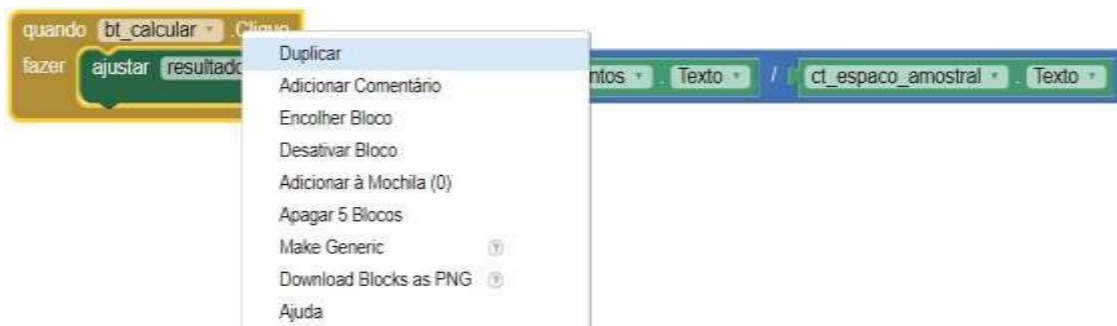 quando bt_calcular . Clique
fazer ajustar resultado ntos . Texto / ct_espaco_amostral . Texto
Duplicar
Adicionar Comentário
Encolher Bloco
Desativar Bloco
Adicionar à Mochila (0)
Apagar 5 Blocos
Make Generic ?
Download Blocks as PNG ?
Ajuda